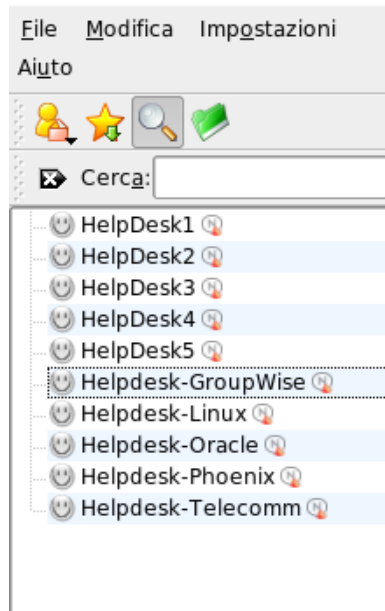 File Modifica Impostazioni
Aiuto
Cerca:
HelpDesk1
HelpDesk2
HelpDesk3
HelpDesk4
HelpDesk5
Helpdesk-GroupWise
Helpdesk-Linux
Helpdesk-Oracle
Helpdesk-Phoenix
Helpdesk-Telecomm